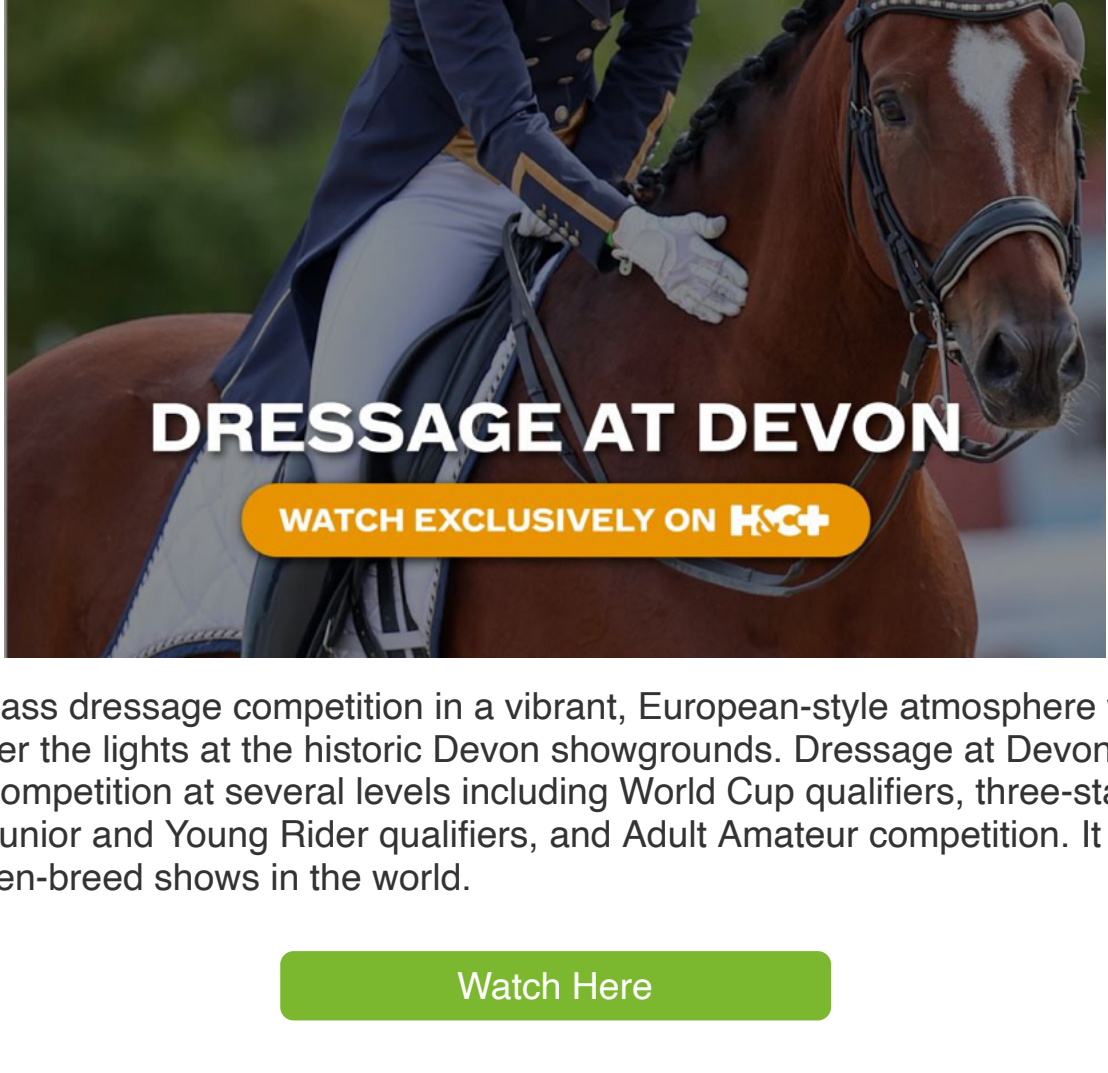 DRESSAGE AT DEVON
WATCH EXCLUSIVELY ON H&C+
ass dressage competition in a vibrant, European-style atmosphere
er the lights at the historic Devon showgrounds. Dressage at Devon
ompetition at several levels including World Cup qualifiers, three-sta
unior and Young Rider qualifiers, and Adult Amateur competition. It
en-breed shows in the world.
Watch Here